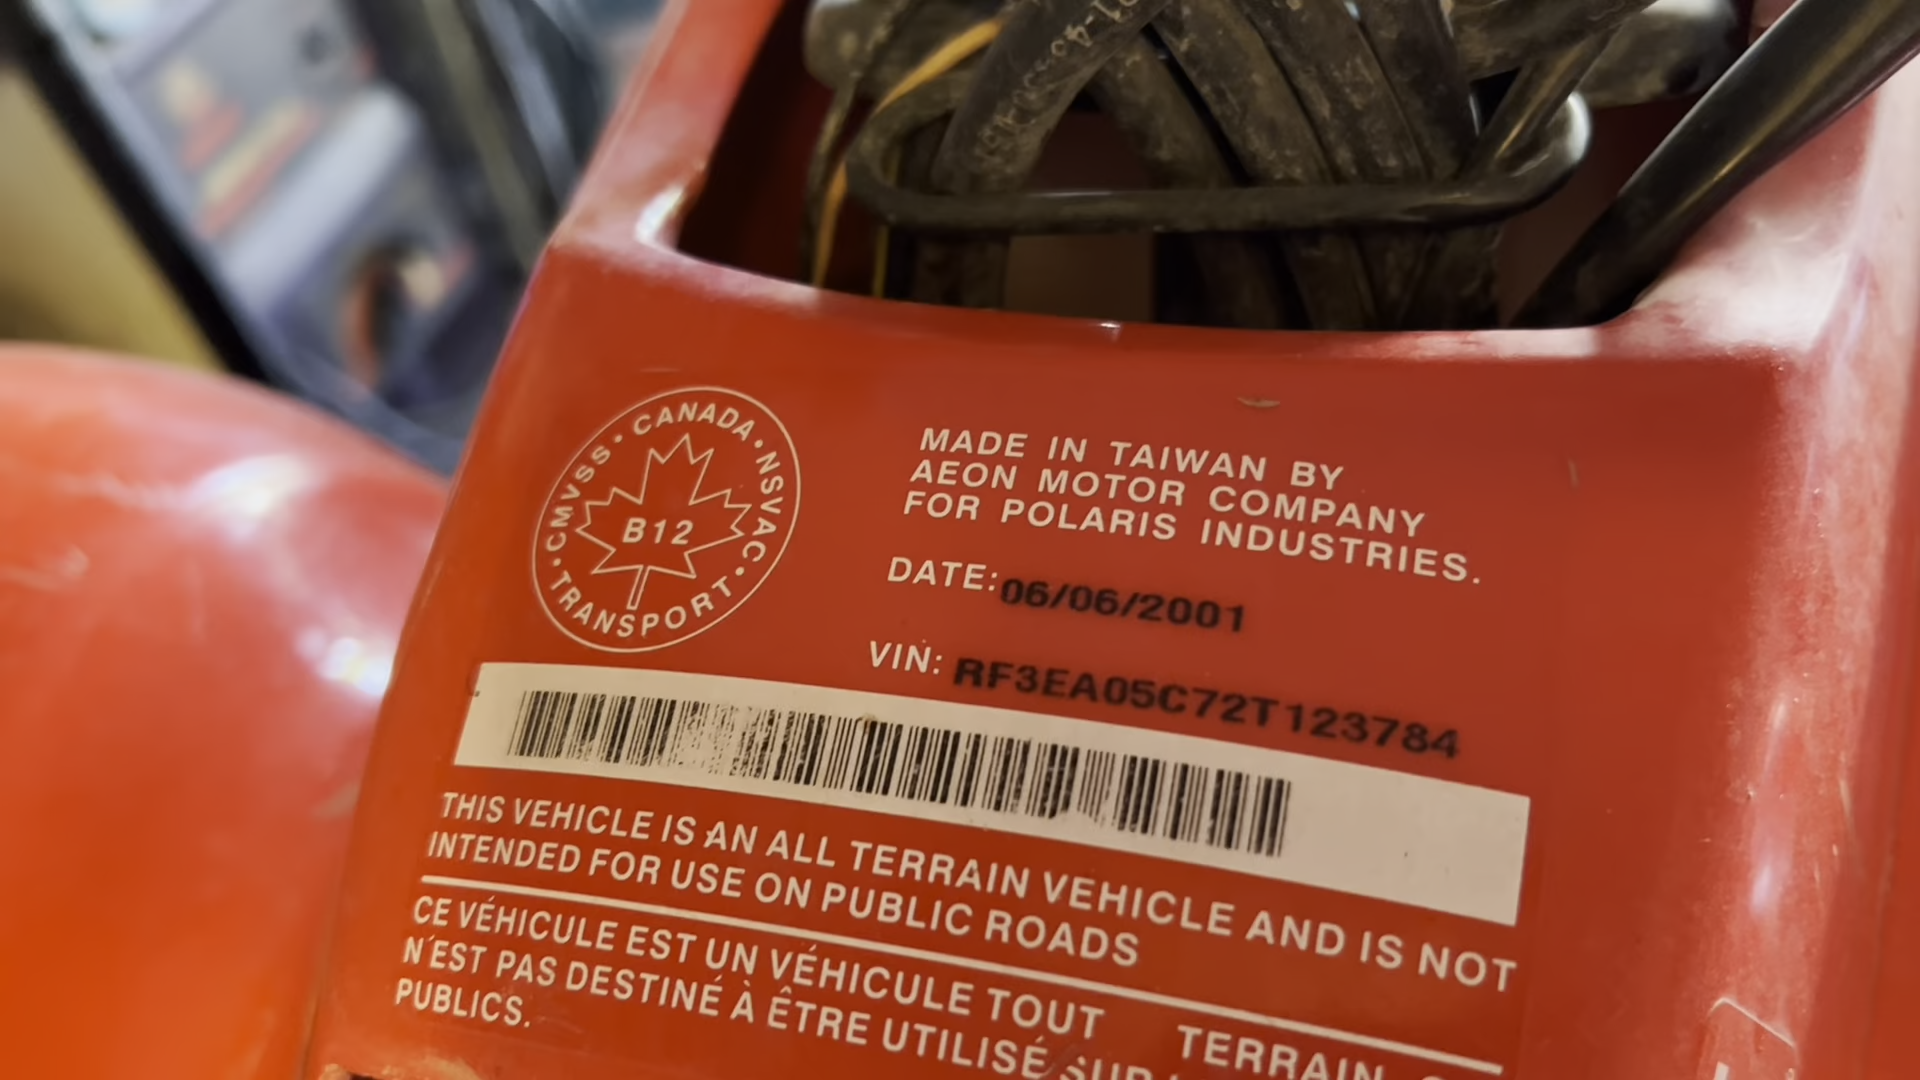 CANADA • NSVAC • TRANSPORT • CMVSS •
B12
MADE IN TAIWAN BY
AEON MOTOR COMPANY
FOR POLARIS INDUSTRIES.
DATE: 06/06/2001
VIN: RF3EA05C72T123784
THIS VEHICLE IS AN ALL TERRAIN VEHICLE AND IS NOT
INTENDED FOR USE ON PUBLIC ROADS
CE VÉHICULE EST UN VÉHICULE TOUT TERRAIN
N'EST PAS DESTINÉ À ÊTRE UTILISÉ SUR
PUBLICS.